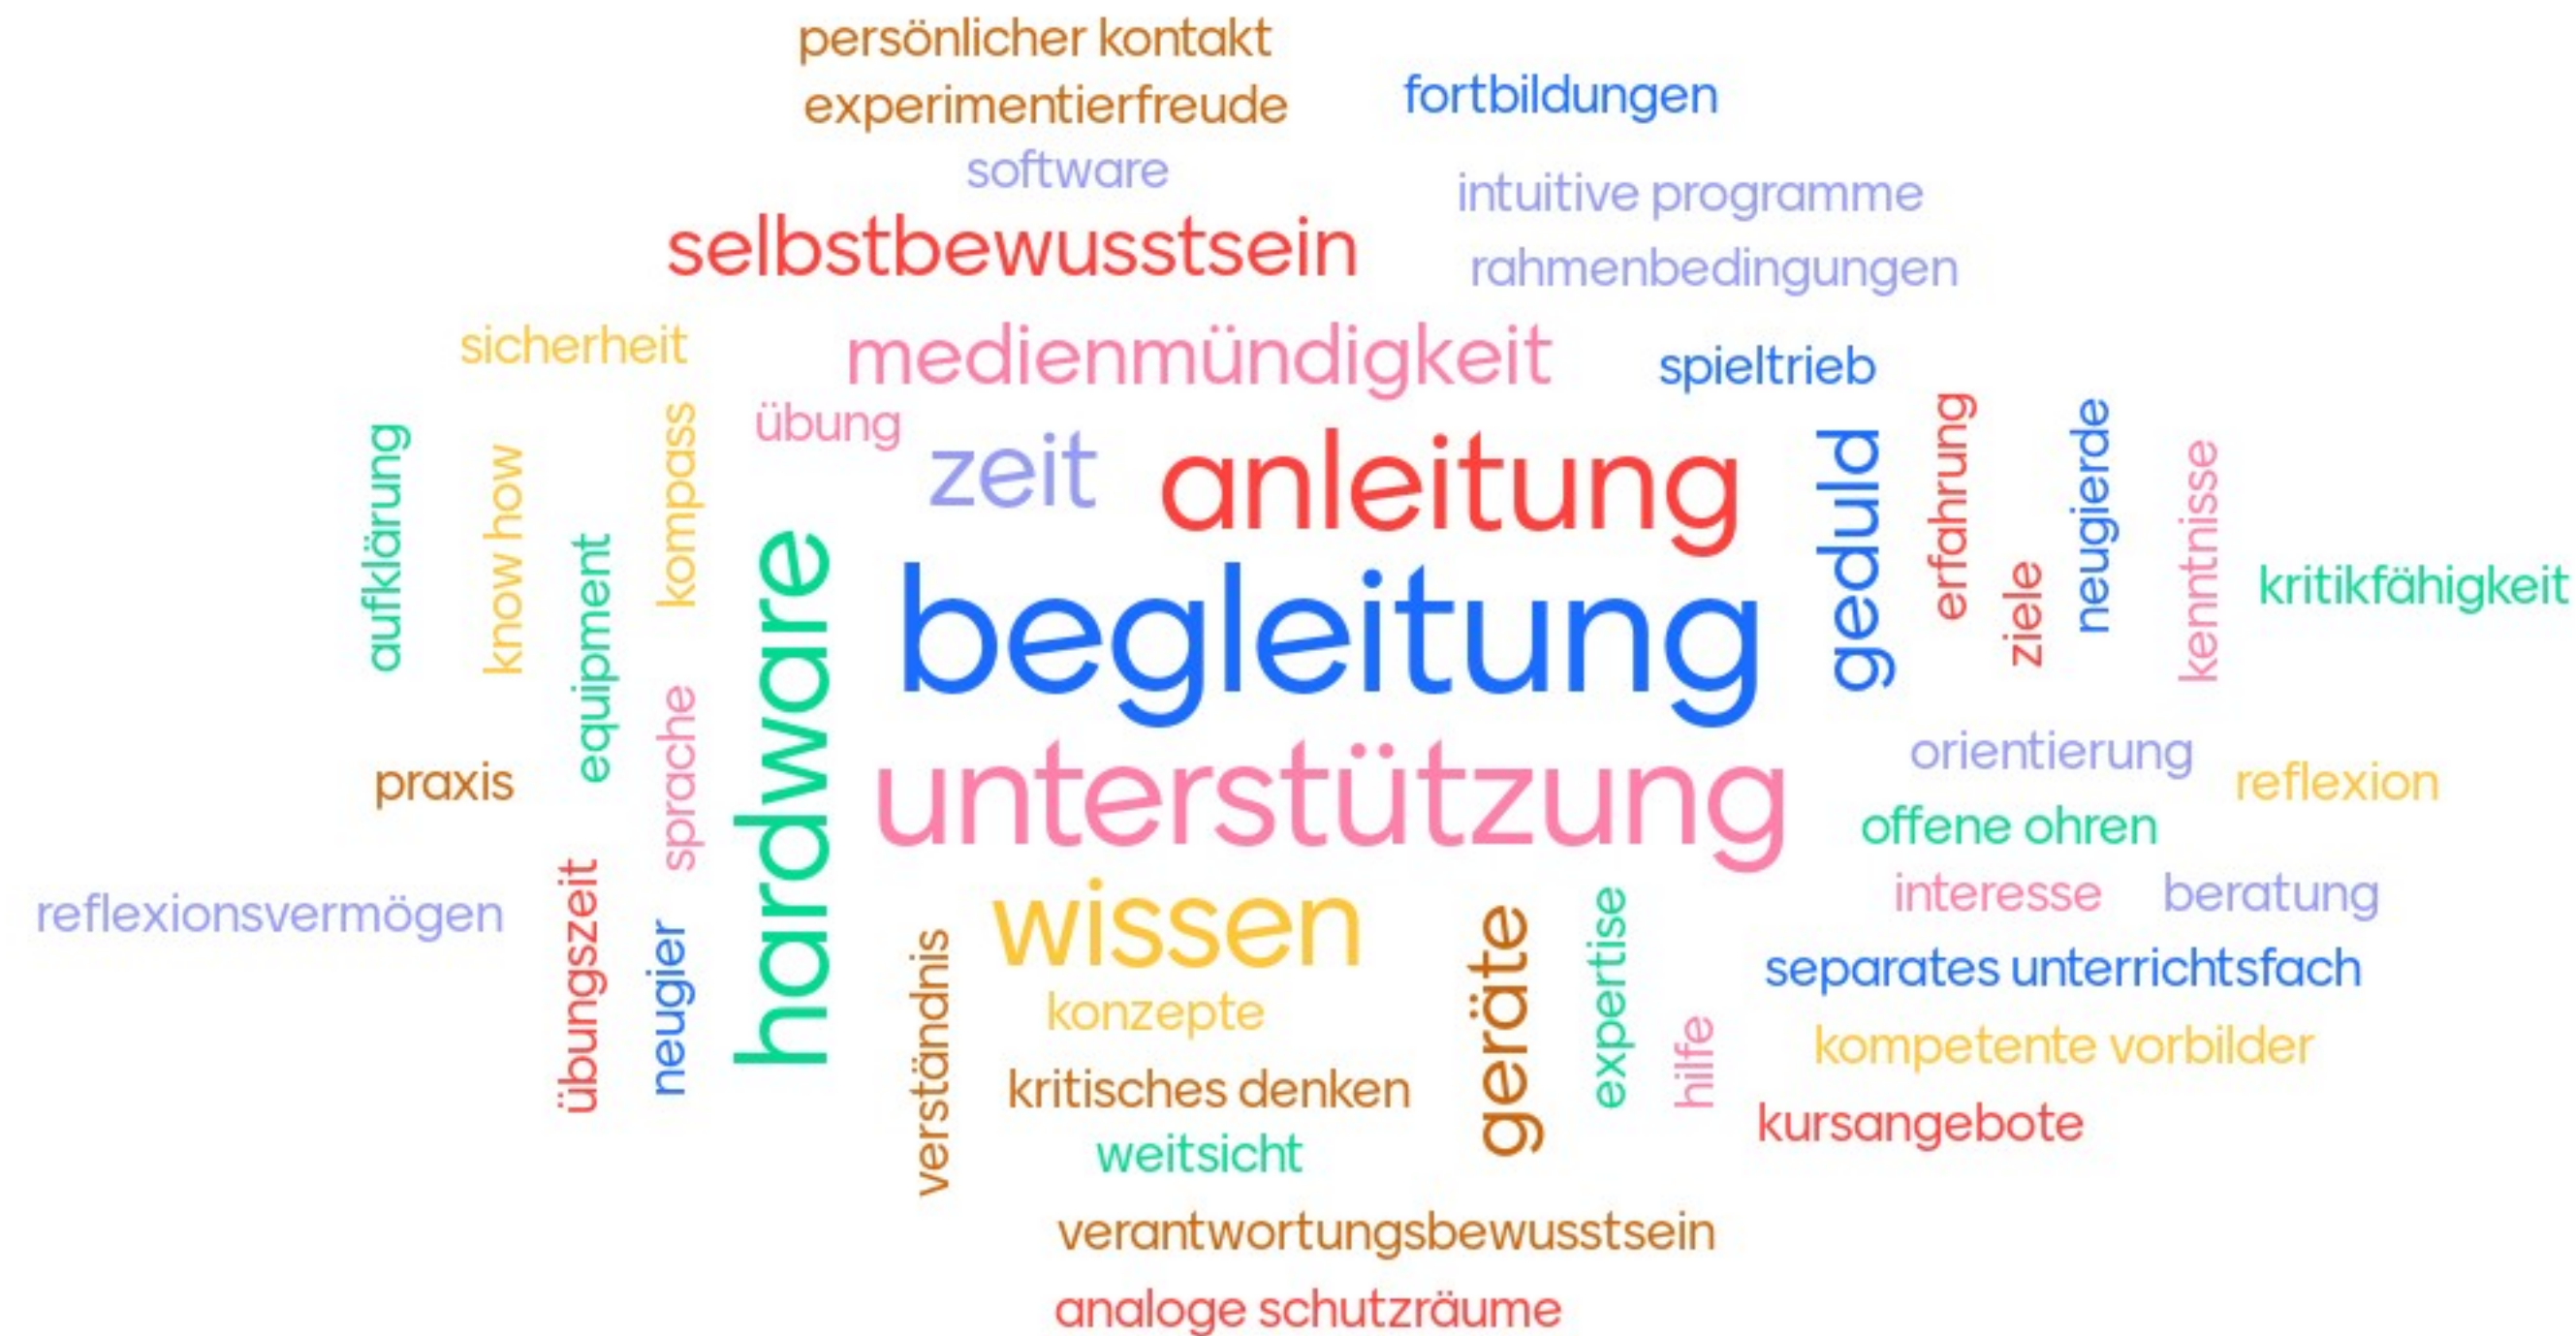 persönlicher kontakt
experimentierfreude
fortbildungen
software
intuitive programme
selbstbewusstsein
rahmenbedingungen
sicherheit
medienmündigkeit
spieltrieb
übung
zeit
anleitung
aufklärung
know how
equipment
kompass
geduld
erfahrung
ziele
neugierde
kenntnisse
kritikfähigkeit
begleitung
hardware
sprache
praxis
unterstützung
orientierung
reflexion
offene ohren
interesse
beratung
reflexionsvermögen
übungszeit
neugier
wissen
verständnis
konzepte
geräte
expertise
hilfe
separates unterrichtsfach
kompetente vorbilder
kritisches denken
kursangebote
weitsicht
verantwortungsbewusstsein
analoge schutzräume